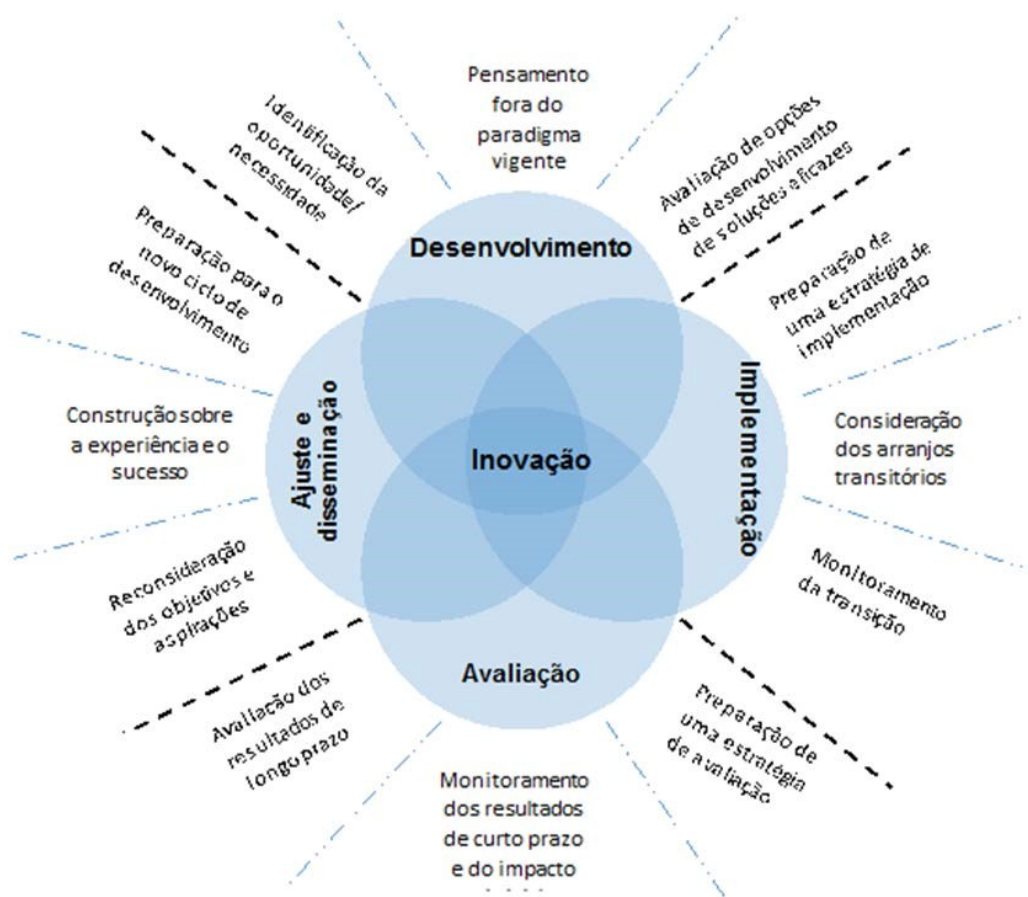 Pensamento
fora do
paradigma
vigente
Avaliação de opções
de desenvolvimento
de soluções eficazes
Preparação de
uma estratégia de
implementação
Consideração
dos arranjos
transitórios
Monitoramento
da transição
Preparação de
uma estratégia
de avaliação
Monitoramento
dos resultados
de curto prazo
e do impacto
Avaliação dos
resultados de
longo prazo
Reconsideração
dos objetivos e
aspirações
Construção sobre
a experiência e o
sucesso
Preparação para o
novo ciclo de
desenvolvimento
Identificação da
oportunidade/
necessidade
Desenvolvimento
Implementação
Avaliação
Ajuste e
disseminação
Inovação